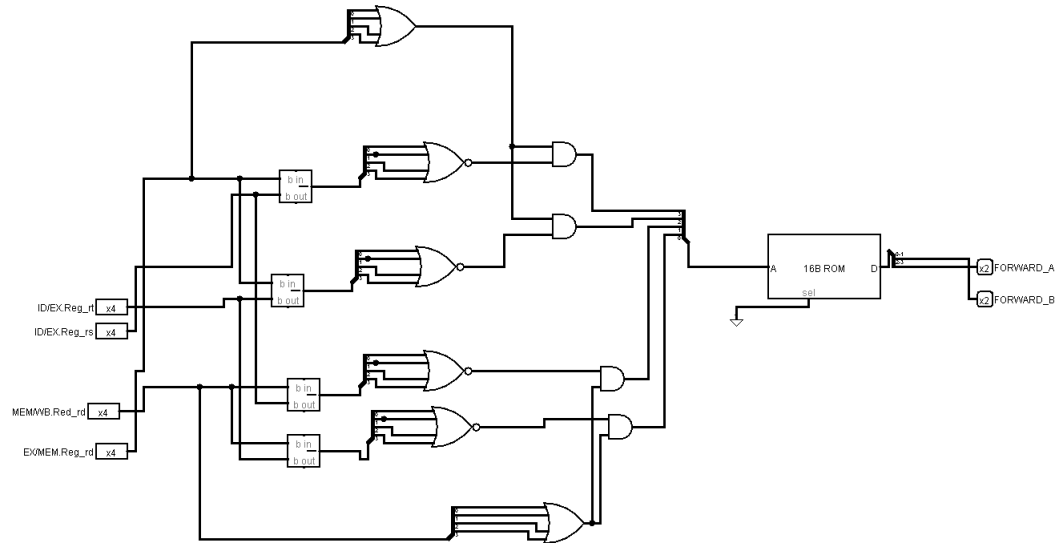 b in
b out
b in
b out
ID/EX.Reg_rt x4
ID/EX.Reg_rs x4
b in
b out
MEM/WB.Red_rd x4
b in
b out
EX/MEM.Reg_rd x4
A 16B ROM D
sel
x2 FORWARD_A
x2 FORWARD_B